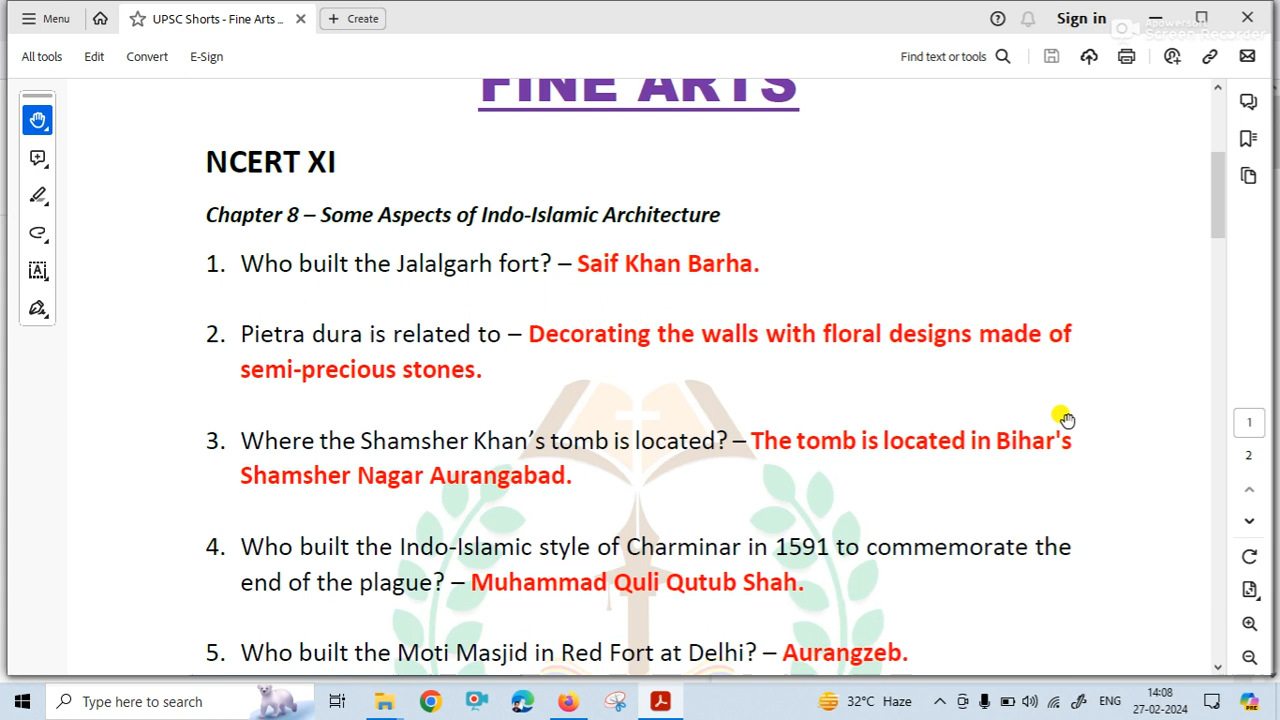 Menu
UPSC Shorts - Fine Arts ...
Create
Sign in
Apowersoft
Screen Recorder
All tools
Edit
Convert
E-Sign
Find text or tools
FINE ARTS
NCERT XI
Chapter 8 – Some Aspects of Indo-Islamic Architecture
1. Who built the Jalalgarh fort? – Saif Khan Barha.
2. Pietra dura is related to – Decorating the walls with floral designs made of
semi-precious stones.
3. Where the Shamsher Khan’s tomb is located? – The tomb is located in Bihar's
Shamsher Nagar Aurangabad.
4. Who built the Indo-Islamic style of Charminar in 1591 to commemorate the
end of the plague? – Muhammad Quli Qutub Shah.
5. Who built the Moti Masjid in Red Fort at Delhi? – Aurangzeb.
1
2
Type here to search
32°C Haze
ENG
14:08
27-02-2024
PRE